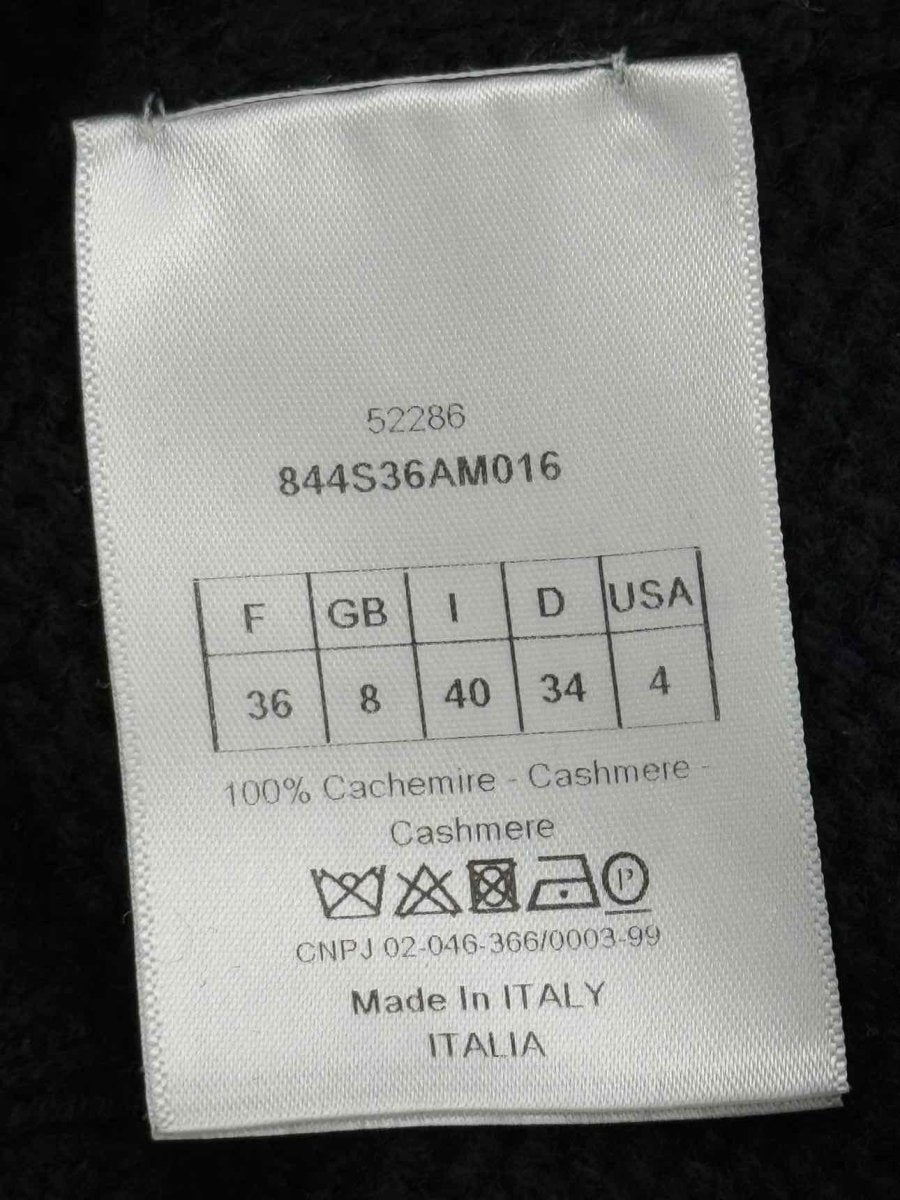 52286
844S36AM016
F GB I D USA
36 8 40 34 4
100% Cachemire - Cashmere -
Cashmere
P
CNPJ 02-046-366/0003-99
Made In ITALY
ITALIA